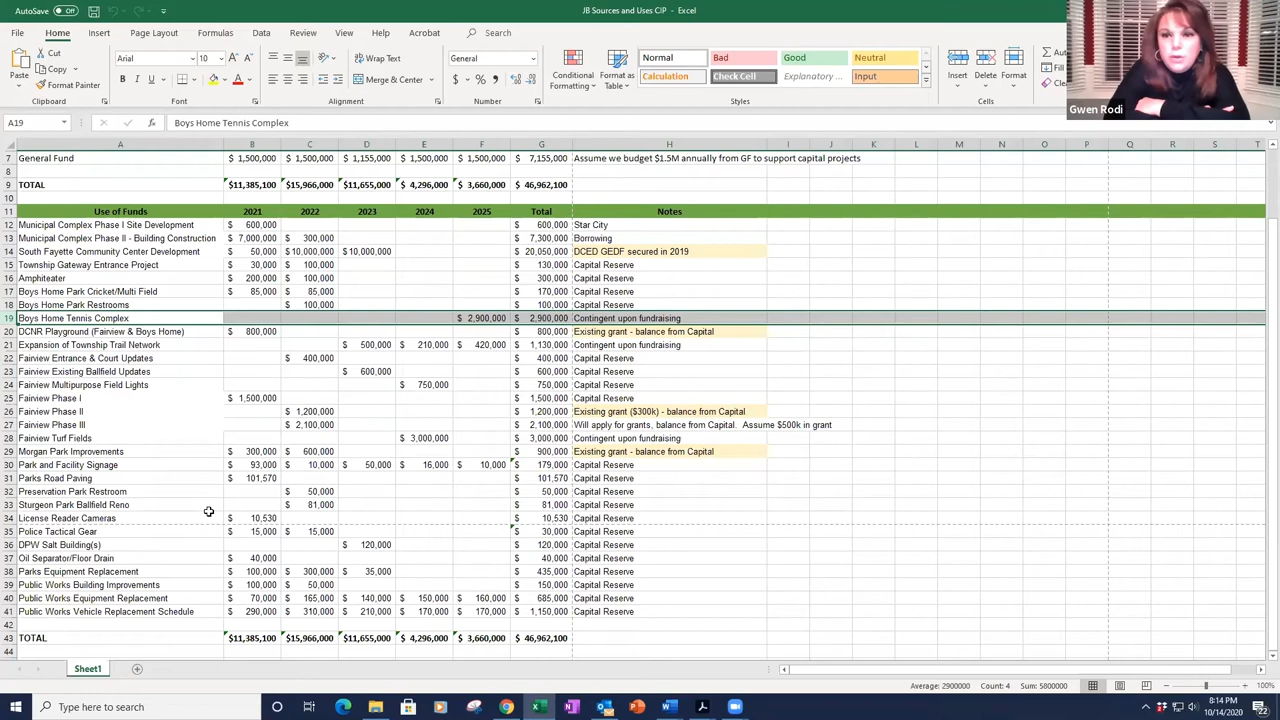 AutoSave Off JB Sources and Uses CIP - Excel
File Home Insert Page Layout Formulas Data Review View Help Acrobat Search
Paste Cut Copy Format Painter Arial 10 B I U Wrap Text Merge & Center General $ % Conditional Formatting Format as Table Normal Bad Good Neutral Calculation Check Cell Explanatory ... Input Insert Delete Format
Clipboard Font Alignment Number Styles Cells
Gwen Rodi
A19 Boys Home Tennis Complex
A B C D E F G H I J K L M N O P Q R S T
7 General Fund $ 1,500,000 $ 1,500,000 $ 1,155,000 $ 1,500,000 $ 1,500,000 $ 7,155,000 Assume we budget $1.5M annually from GF to support capital projects
8
9 TOTAL $11,385,100 $15,966,000 $11,655,000 $ 4,296,000 $ 3,660,000 $ 46,962,100
10
11 Use of Funds 2021 2022 2023 2024 2025 Total Notes
12 Municipal Complex Phase I Site Development $ 600,000 $ 600,000 Star City
13 Municipal Complex Phase II - Building Construction $ 7,000,000 $ 300,000 $ 7,300,000 Borrowing
14 South Fayette Community Center Development $ 50,000 $ 10,000,000 $ 10,000,000 $ 20,050,000 DCED GEDF secured in 2019
15 Township Gateway Entrance Project $ 30,000 $ 100,000 $ 130,000 Capital Reserve
16 Amphiteater $ 200,000 $ 100,000 $ 300,000 Capital Reserve
17 Boys Home Park Cricket/Multi Field $ 85,000 $ 85,000 $ 170,000 Capital Reserve
18 Boys Home Park Restrooms $ 100,000 $ 100,000 Capital Reserve
19 Boys Home Tennis Complex $ 2,900,000 $ 2,900,000 Contingent upon fundraising
20 DCNR Playground (Fairview & Boys Home) $ 800,000 $ 800,000 Existing grant - balance from Capital
21 Expansion of Township Trail Network $ 500,000 $ 210,000 $ 420,000 $ 1,130,000 Contingent upon fundraising
22 Fairview Entrance & Court Updates $ 400,000 $ 400,000 Capital Reserve
23 Fairview Existing Ballfield Updates $ 600,000 $ 600,000 Capital Reserve
24 Fairview Multipurpose Field Lights $ 750,000 $ 750,000 Capital Reserve
25 Fairview Phase I $ 1,500,000 $ 1,500,000 Capital Reserve
26 Fairview Phase II $ 1,200,000 $ 1,200,000 Existing grant ($300k) - balance from Capital
27 Fairview Phase III $ 2,100,000 $ 2,100,000 Will apply for grants, balance from Capital. Assume $500k in grant
28 Fairview Turf Fields $ 3,000,000 $ 3,000,000 Contingent upon fundraising
29 Morgan Park Improvements $ 300,000 $ 600,000 $ 900,000 Existing grant - balance from Capital
30 Park and Facility Signage $ 93,000 $ 10,000 $ 50,000 $ 16,000 $ 10,000 $ 179,000 Capital Reserve
31 Parks Road Paving $ 101,570 $ 101,570 Capital Reserve
32 Preservation Park Restroom $ 50,000 $ 50,000 Capital Reserve
33 Sturgeon Park Ballfield Reno $ 81,000 $ 81,000 Capital Reserve
34 License Reader Cameras $ 10,530 $ 10,530 Capital Reserve
35 Police Tactical Gear $ 15,000 $ 15,000 $ 30,000 Capital Reserve
36 DPW Salt Building(s) $ 120,000 $ 120,000 Capital Reserve
37 Oil Separator/Floor Drain $ 40,000 $ 40,000 Capital Reserve
38 Parks Equipment Replacement $ 100,000 $ 300,000 $ 35,000 $ 435,000 Capital Reserve
39 Public Works Building Improvements $ 100,000 $ 50,000 $ 150,000 Capital Reserve
40 Public Works Equipment Replacement $ 70,000 $ 165,000 $ 140,000 $ 150,000 $ 160,000 $ 685,000 Capital Reserve
41 Public Works Vehicle Replacement Schedule $ 290,000 $ 310,000 $ 210,000 $ 170,000 $ 170,000 $ 1,150,000 Capital Reserve
42
43 TOTAL $11,385,100 $15,966,000 $11,655,000 $ 4,296,000 $ 3,660,000 $ 46,962,100
44
Sheet1
Average: 2900000 Count: 4 Sum: 5800000 100%
Type here to search 8:14 PM
10/14/2020